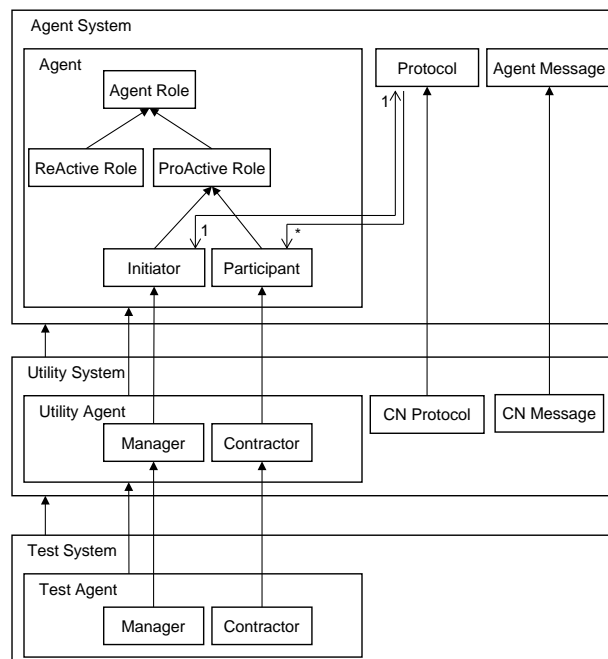 Agent System
Agent
Agent Role
Protocol
Agent Message
1
ReActive Role
ProActive Role
1
*
Initiator
Participant
Utility System
Utility Agent
CN Protocol
CN Message
Manager
Contractor
Test System
Test Agent
Manager
Contractor